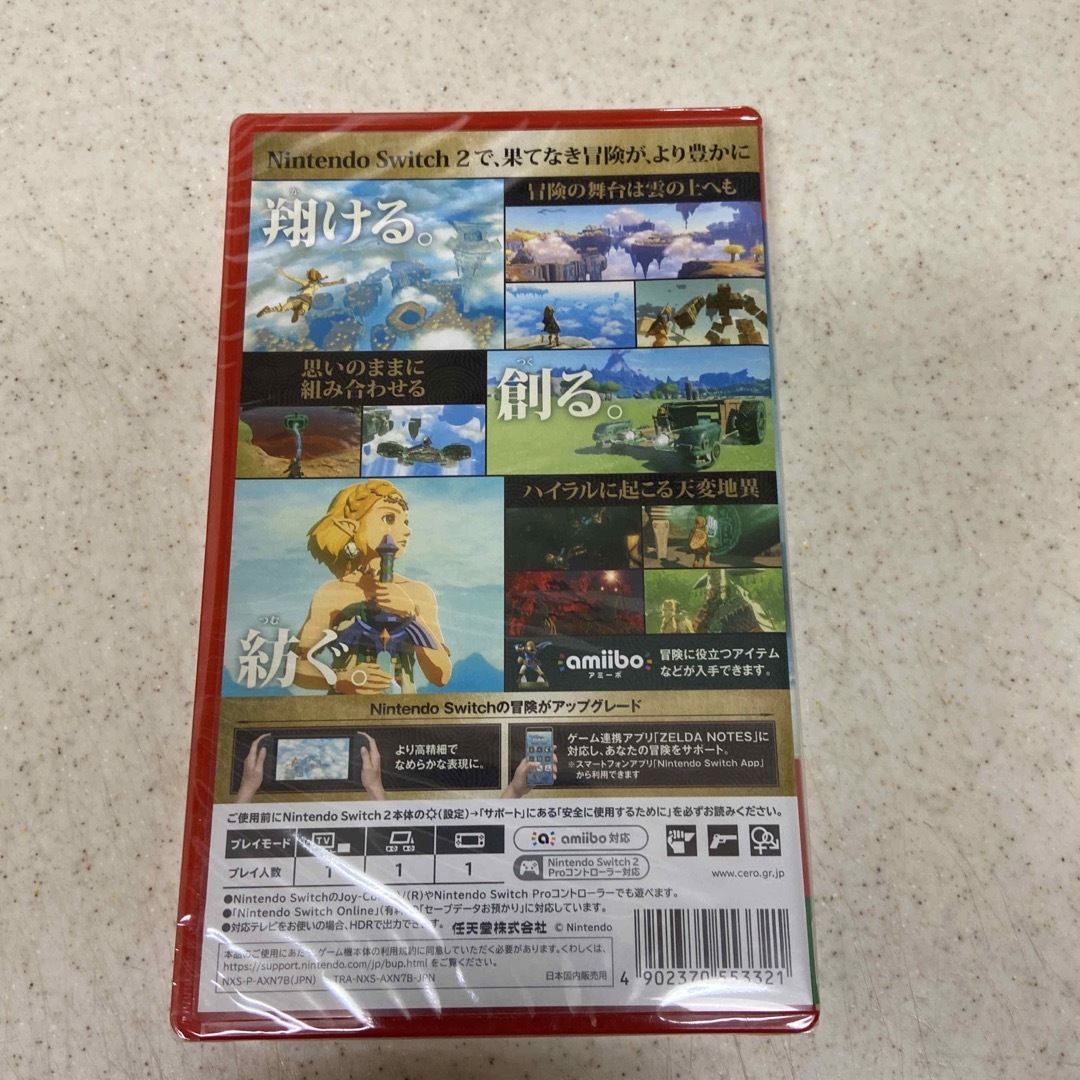 Nintendo Switch 2で、果てなき冒険が、より豊かに
か
翔ける。
冒険の舞台は雲の上へも
思いのままに
組み合わせる
つく
創る。
ハイラルに起こる天変地異
つむ
紡ぐ。
amiibo
アミーボ
冒険に役立つアイテム
などが入手できます。
Nintendo Switchの冒険がアップグレード
より高精細で
なめらかな表現に。
ゲーム連携アプリ「ZELDA NOTES」に
対応し、あなたの冒険をサポート。
※スマートフォンアプリ「Nintendo Switch App」
から利用できます
ご使用前にNintendo Switch 2本体の(設定)→「サポート」にある「安全に使用するために」を必ずお読みください。
プレイモード TV
プレイ人数 1 1 1
amiibo 対応
Nintendo Switch 2
Proコントローラー対応
www.cero.gr.jp
●Nintendo SwitchのJoy-Co /(R)やNintendo Switch Proコントローラーでも遊べます。
●「Nintendo Switch Online」(有料 の「セーブデータお預かり」に対応しています。
●対応テレビをお使いの場合、HDRで出力できます。
任天堂株式会社 © Nintendo
本品のご使用にあたり ゲーム機本体の利用規約に同意していただく必要があります。くわしくは、
https://support.nintendo.com/jp/bup.html をご覧ください。
NXS-P-AXN7B(JPN) TRA-NXS-AXN7B-JPN
日本国内販売用
4 902370 553321